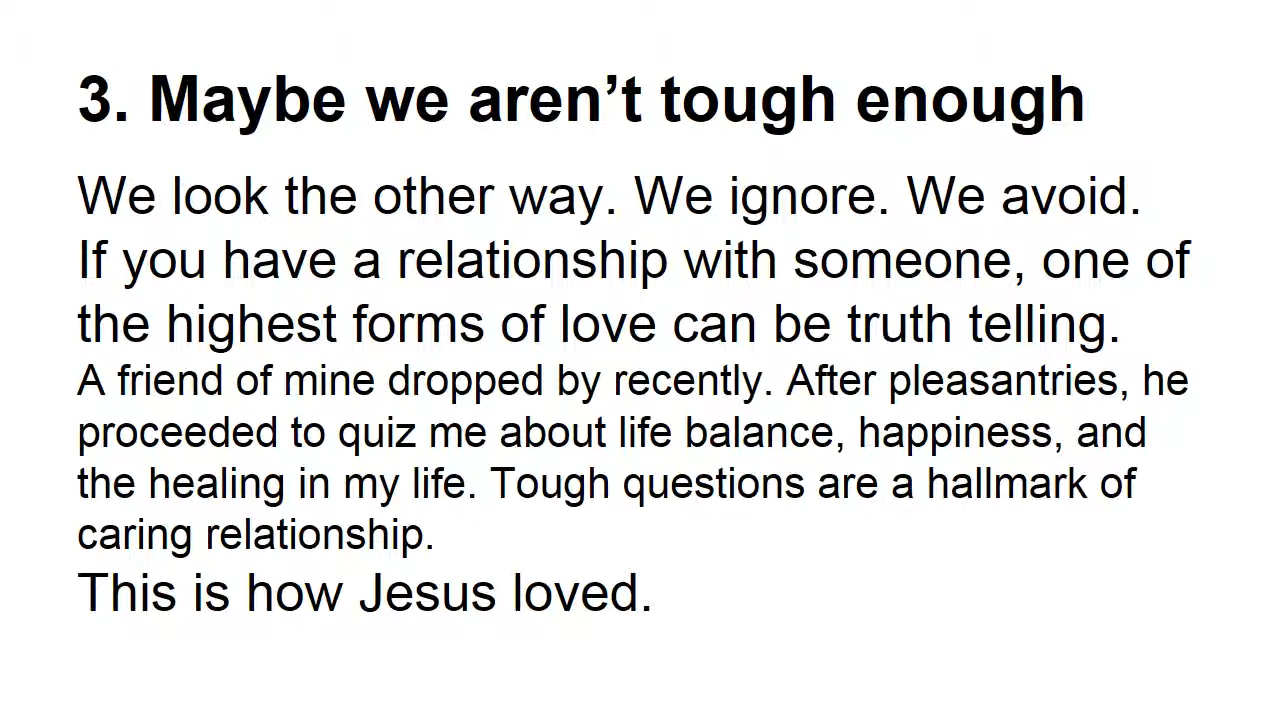 3. Maybe we aren’t tough enough
We look the other way. We ignore. We avoid.
If you have a relationship with someone, one of
the highest forms of love can be truth telling.
A friend of mine dropped by recently. After pleasantries, he
proceeded to quiz me about life balance, happiness, and
the healing in my life. Tough questions are a hallmark of
caring relationship.
This is how Jesus loved.